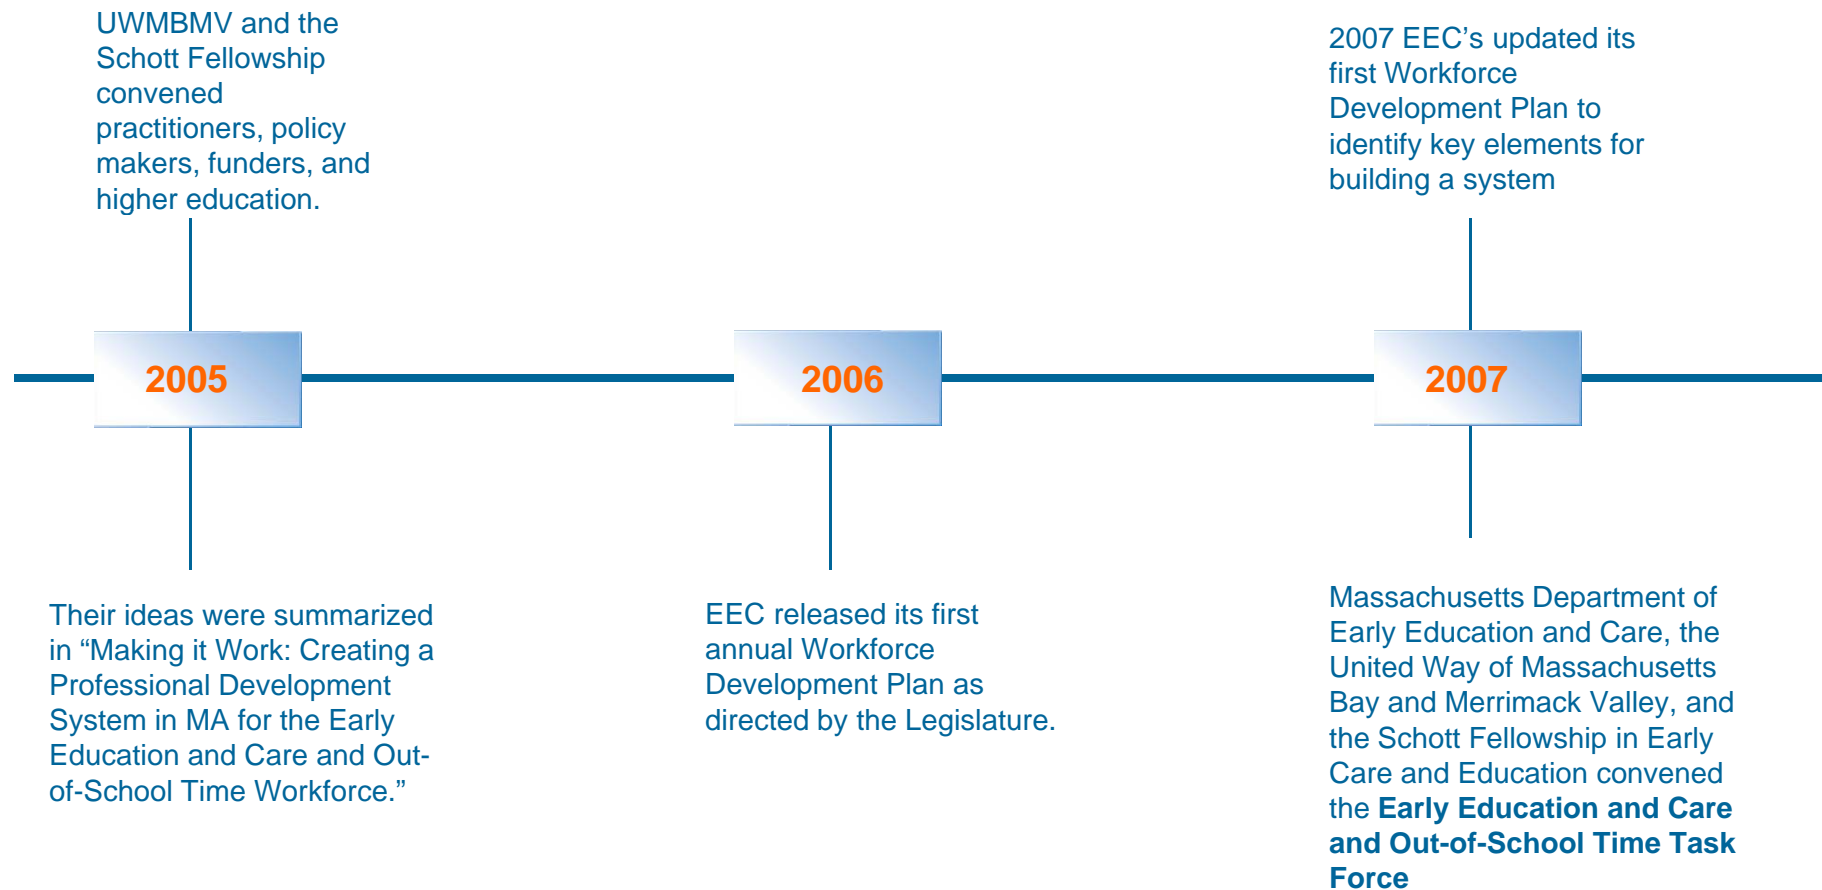 UWMBMV and the
Schott Fellowship
convened
practitioners, policy
makers, funders, and
higher education.
2007 EEC’s updated its
first Workforce
Development Plan to
identify key elements for
building a system
2005
2006
2007
Their ideas were summarized
in “Making it Work: Creating a
Professional Development
System in MA for the Early
Education and Care and Out-
of-School Time Workforce.”
EEC released its first
annual Workforce
Development Plan as
directed by the Legislature.
Massachusetts Department of
Early Education and Care, the
United Way of Massachusetts
Bay and Merrimack Valley, and
the Schott Fellowship in Early
Care and Education convened
the Early Education and Care
and Out-of-School Time Task
Force